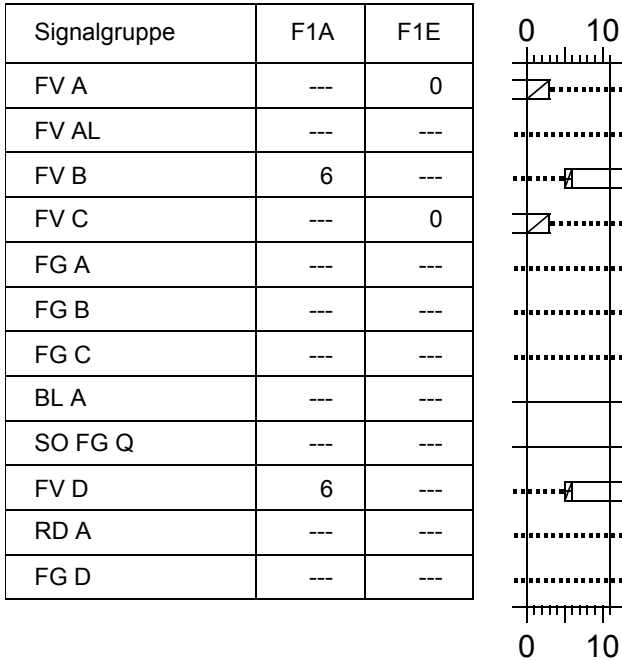 Signalgruppe F1A F1E 0 10
FV A --- 0
FV AL --- ---
FV B 6 ---
FV C --- 0
FG A --- ---
FG B --- ---
FG C --- ---
BL A --- ---
SO FG Q --- ---
FV D 6 ---
RD A --- ---
FG D --- ---
0 10